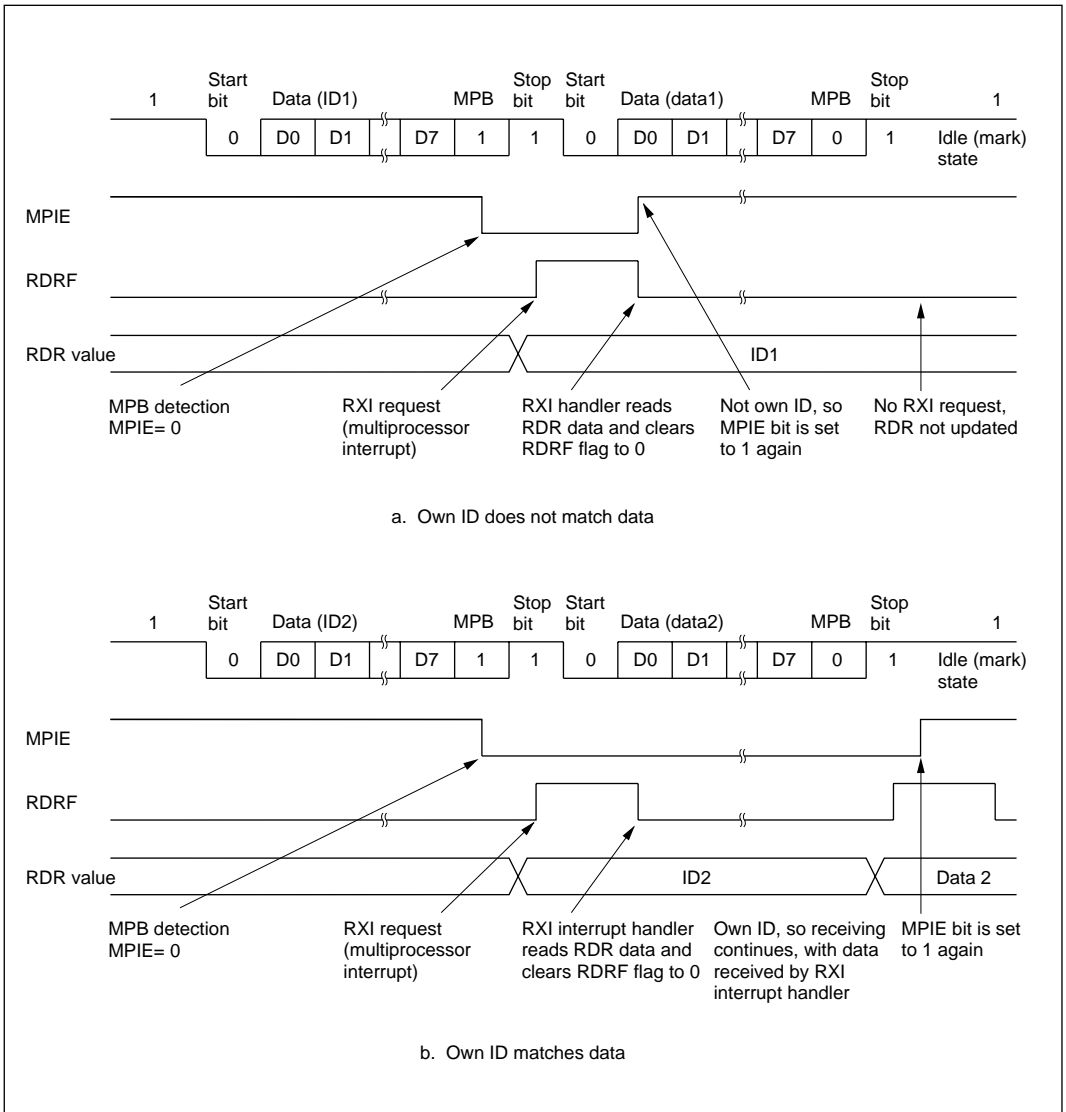 Start Stop Start Stop
1 bit Data (ID1) MPB bit bit Data (data1) MPB bit 1
0 D0 D1 D7 1 1 0 D0 D1 D7 0 1 Idle (mark)
state
MPIE
RDRF
RDR value ID1
MPB detection
MPIE= 0
RXI request
(multiprocessor
interrupt)
RXI handler reads
RDR data and clears
RDRF flag to 0
Not own ID, so
MPIE bit is set
to 1 again
No RXI request,
RDR not updated
a. Own ID does not match data
Start Stop Start Stop
1 bit Data (ID2) MPB bit bit Data (data2) MPB bit 1
0 D0 D1 D7 1 1 0 D0 D1 D7 0 1 Idle (mark)
state
MPIE
RDRF
RDR value ID2 Data 2
MPB detection
MPIE= 0
RXI request
(multiprocessor
interrupt)
RXI interrupt handler
reads RDR data and
clears RDRF flag to 0
Own ID, so receiving
continues, with data
received by RXI
interrupt handler
MPIE bit is set
to 1 again
b. Own ID matches data